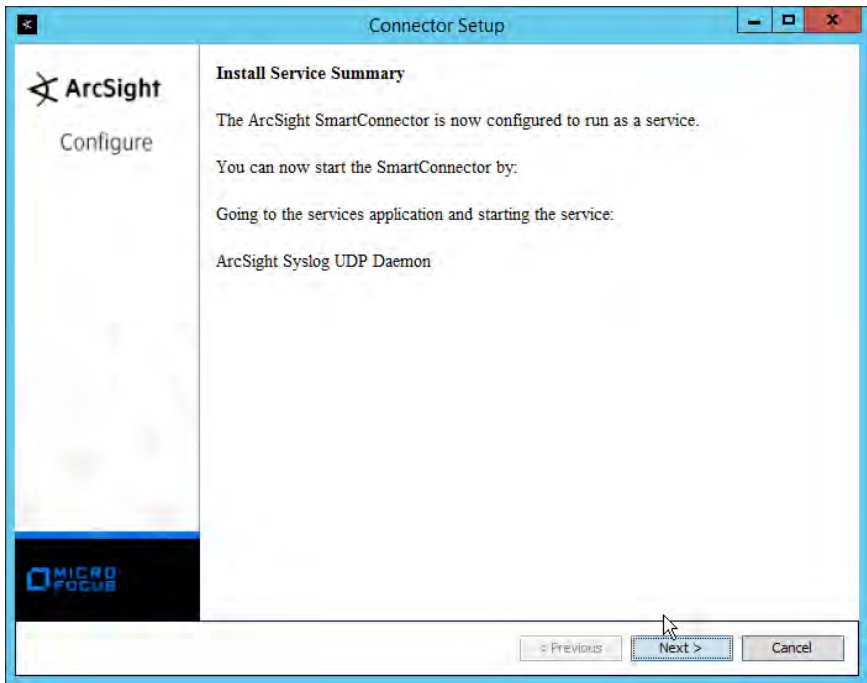 Connector Setup
ArcSight
Configure
Install Service Summary
The ArcSight SmartConnector is now configured to run as a service.
You can now start the SmartConnector by:
Going to the services application and starting the service:
ArcSight Syslog UDP Daemon
MICRO
FOCUS
< Previous
Next >
Cancel